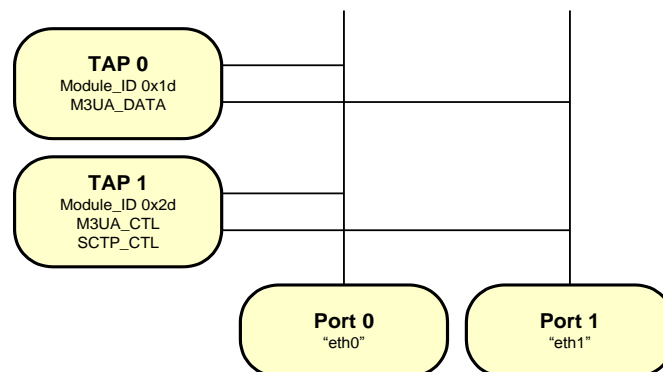 TAP 0
Module_ID 0x1d
M3UA_DATA
TAP 1
Module_ID 0x2d
M3UA_CTL
SCTP_CTL
Port 0
“eth0”
Port 1
“eth1”